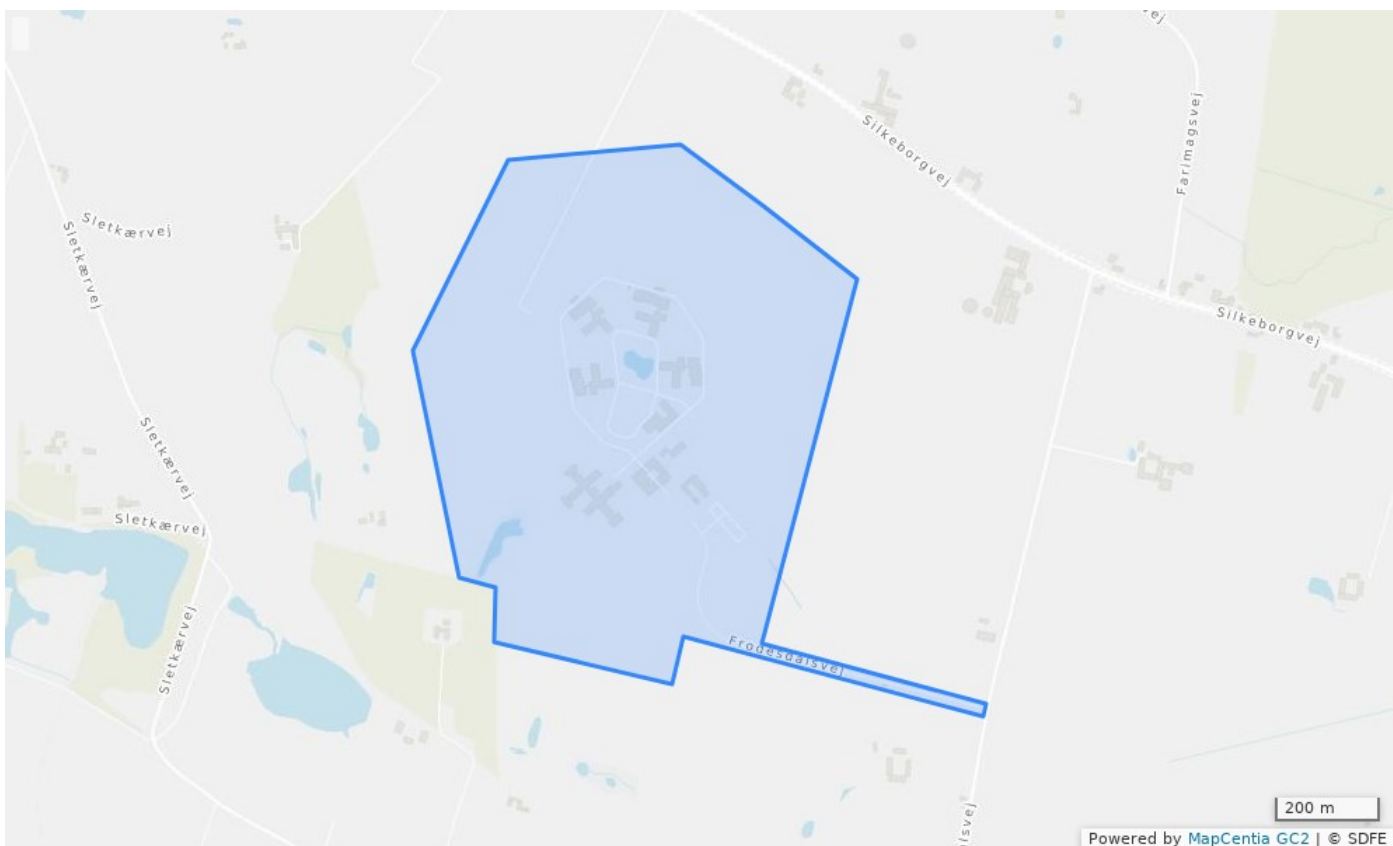 Silkeborgvej
Farimagsvej
Sletkærvej
Sletkærvej
Silkeborgvej
Sletkærvej
Sletkærvej
Sletkærvej
Frodesdalsvej
200 m
Powered by MapCentia GC2 | © SDFE